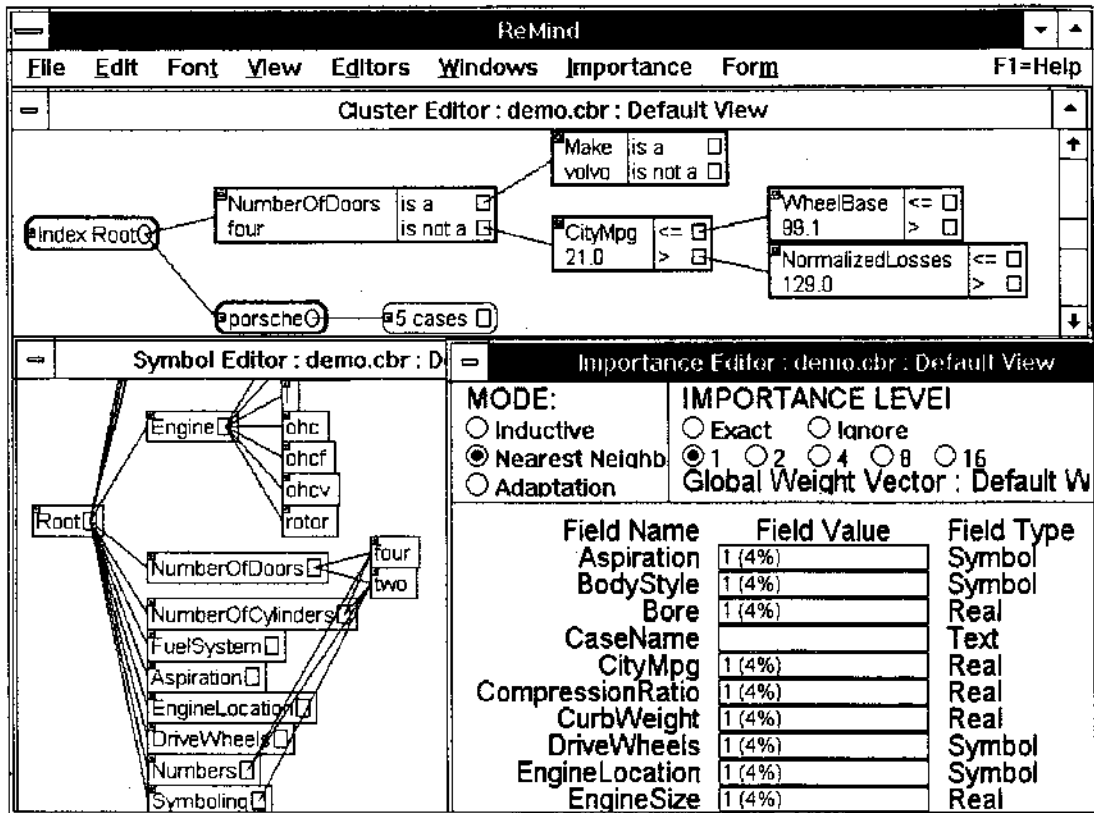 ReMind
File Edit Font View Editors Windows Importance Form F1=Help
Cluster Editor : demo.cbr : Default View
Make is a
volvo is not a
NumberOfDoors is a
four is not a
WheelBase <=
99.1 >
Index Root
CityMpg <=
21.0 >
NormalizedLosses <=
129.0 >
porsche 5 cases
Symbol Editor : demo.cbr : D
l
Engine ohc
ohcf
ohcv
rotor
Root
four
NumberOfDoors
two
NumberOfCylinders
FuelSystem
Aspiration
EngineLocation
DriveWheels
Numbers
Symboling
Importance Editor : demo.cbr : Default View
MODE:
Inductive
Nearest Neighb
Adaptation
IMPORTANCE LEVEL
Exact Ignore
1 2 4 8 16
Global Weight Vector : Default W
Field Name Field Value Field Type
Aspiration 1 (4%) Symbol
BodyStyle 1 (4%) Symbol
Bore 1 (4%) Real
CaseName Text
CityMpg 1 (4%) Real
CompressionRatio 1 (4%) Real
CurbWeight 1 (4%) Real
DriveWheels 1 (4%) Symbol
EngineLocation 1 (4%) Symbol
EngineSize 1 (4%) Real